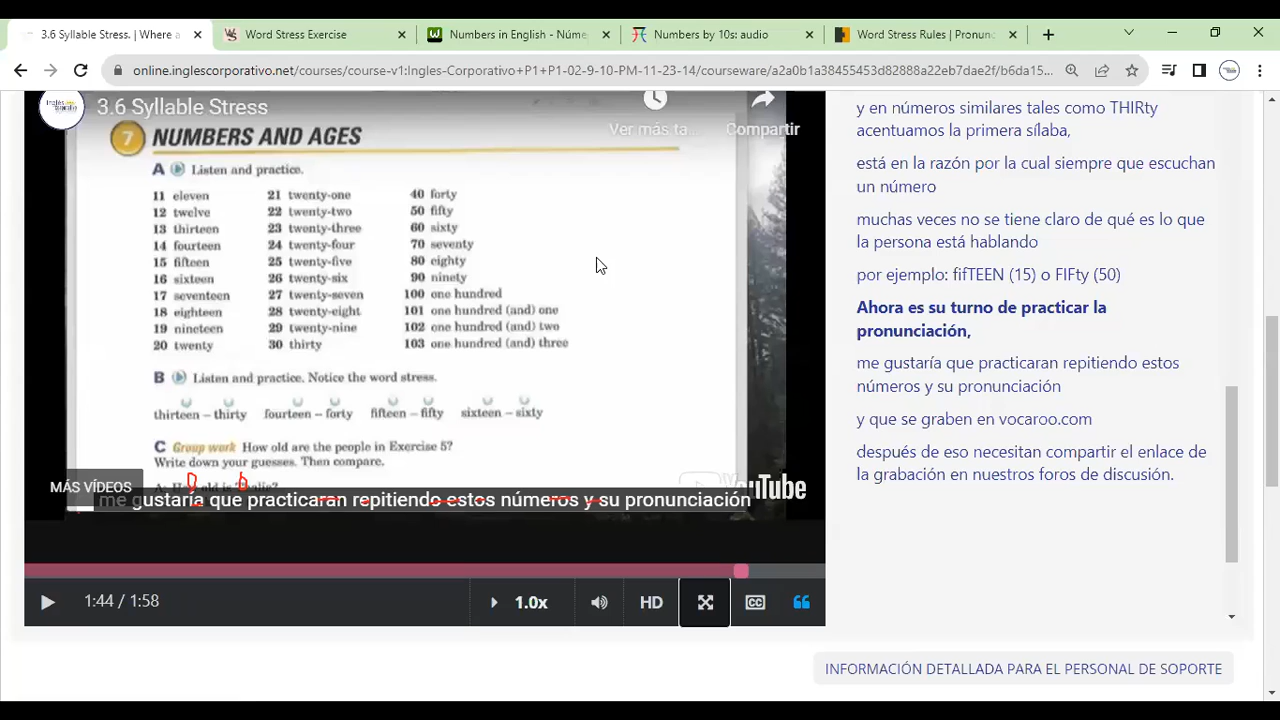 3.6 Syllable Stress. | Where a
Word Stress Exercise
Numbers in English - Núme
Numbers by 10s: audio
Word Stress Rules | Pronunc
online.inglescorporativo.net/courses/course-v1:Ingles-Corporativo+P1+P1-02-9-10-PM-11-23-14/courseware/a2a0b1a38455453d82888a22eb7dae2f/b6da15...
3.6 Syllable Stress
Ver más ta...
Compartir
7 NUMBERS AND AGES
A Listen and practice.
11 eleven 21 twenty-one 40 forty
12 twelve 22 twenty-two 50 fifty
13 thirteen 23 twenty-three 60 sixty
14 fourteen 24 twenty-four 70 seventy
15 fifteen 25 twenty-five 80 eighty
16 sixteen 26 twenty-six 90 ninety
17 seventeen 27 twenty-seven 100 one hundred
18 eighteen 28 twenty-eight 101 one hundred (and) one
19 nineteen 29 twenty-nine 102 one hundred (and) two
20 twenty 30 thirty 103 one hundred (and) three
B Listen and practice. Notice the word stress.
thirteen – thirty fourteen – forty fifteen – fifty sixteen – sixty
C Group work How old are the people in Exercise 5?
Write down your guesses. Then compare.
old is
MÁS VÍDEOS
YouTube
me gustaría que practicaran repitiendo estos números y su pronunciación
1:44 / 1:58
1.0x
HD
CC
y en números similares tales como THIRty
acentuamos la primera sílaba,
está en la razón por la cual siempre que escuchan
un número
muchas veces no se tiene claro de qué es lo que
la persona está hablando
por ejemplo: fifTEEN (15) o FIFty (50)
Ahora es su turno de practicar la
pronunciación,
me gustaría que practicaran repitiendo estos
números y su pronunciación
y que se graben en vocaroo.com
después de eso necesitan compartir el enlace de
la grabación en nuestros foros de discusión.
INFORMACIÓN DETALLADA PARA EL PERSONAL DE SOPORTE